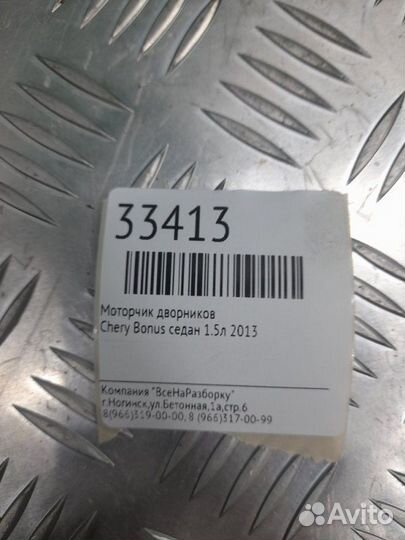 33413
Моторчик дворников
Chery Bonus седан 1.5л 2013
Компания "ВсеНаРазборку"
г.Ногинск,ул.Бетонная,1а,стр.6
8(966)319-00-00, 8 (966)317-00-99
Avito